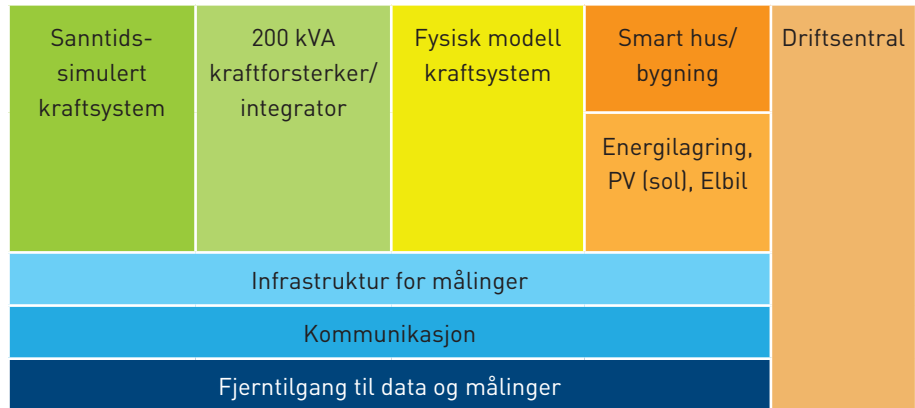 Sanntids-
simulert
kraftsystem
200 kVA
kraftforsterker/
integrator
Fysisk modell
kraftsystem
Smart hus/
bygning
Energilagring,
PV (sol), Elbil
Driftsentral
Infrastruktur for målinger
Kommunikasjon
Fjerntilgang til data og målinger